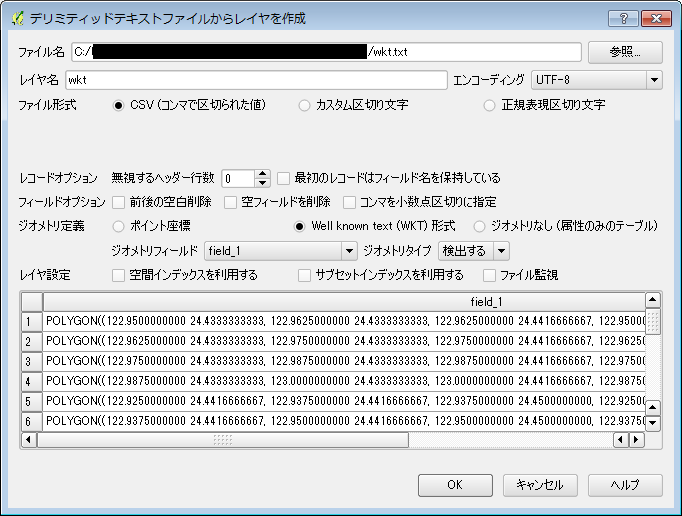 デリミティッドテキストファイルからレイヤを作成
ファイル名 C:/ /wkt.txt 参照...
レイヤ名 wkt エンコーディング UTF-8
ファイル形式 CSV (コンマで区切られた値) カスタム区切り文字 正規表現区切り文字
レコードオプション 無視するヘッダー行数 0 最初のレコードはフィールド名を保持している
フィールドオプション 前後の空白削除 空フィールドを削除 コンマを小数点区切りに指定
ジオメトリ定義 ポイント座標 Well known text (WKT) 形式 ジオメトリなし (属性のみのテーブル)
ジオメトリフィールド field_1 ジオメトリタイプ 検出する
レイヤ設定 空間インデックスを利用する サブセットインデックスを利用する ファイル監視
field_1
1 POLYGON((122.9500000000 24.4333333333, 122.9625000000 24.4333333333, 122.9625000000 24.4416666667, 122.95000
2 POLYGON((122.9625000000 24.4333333333, 122.9750000000 24.4333333333, 122.9750000000 24.4416666667, 122.96250
3 POLYGON((122.9750000000 24.4333333333, 122.9875000000 24.4333333333, 122.9875000000 24.4416666667, 122.97500
4 POLYGON((122.9875000000 24.4333333333, 123.0000000000 24.4333333333, 123.0000000000 24.4416666667, 122.98750
5 POLYGON((122.9250000000 24.4416666667, 122.9375000000 24.4416666667, 122.9375000000 24.4500000000, 122.92500
6 POLYGON((122.9375000000 24.4416666667, 122.9500000000 24.4416666667, 122.9500000000 24.4500000000, 122.93750
OK キャンセル ヘルプ